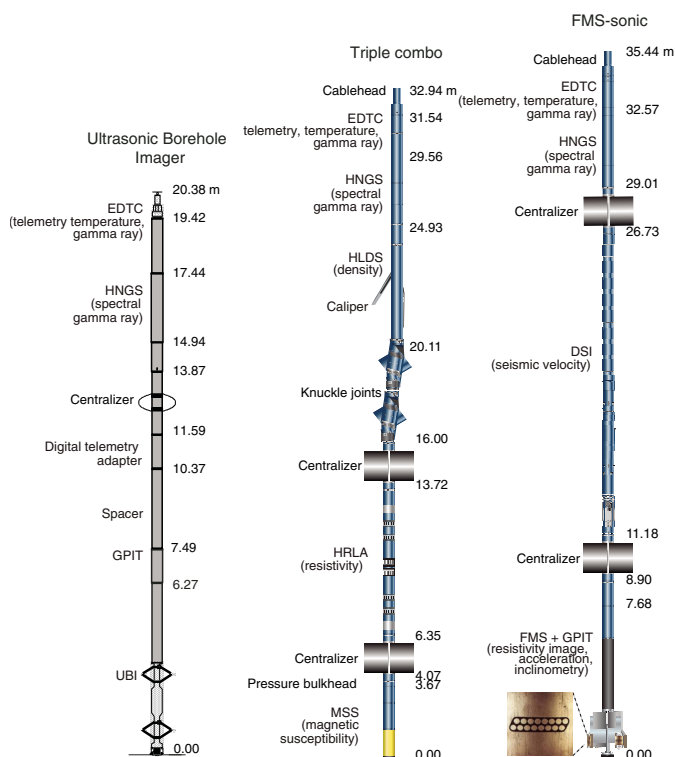 Ultrasonic Borehole
Imager
20.38 m
EDTC
(telemetry temperature,
gamma ray)
19.42
17.44
HNGS
(spectral
gamma ray)
14.94
13.87
Centralizer
11.59
Digital telemetry
adapter
10.37
Spacer
7.49
GPIT
6.27
UBI
0.00
Triple combo
Cablehead
32.94 m
EDTC
telemetry, temperature,
gamma ray)
31.54
29.56
HNGS
(spectral
gamma ray)
24.93
HLDS
(density)
Caliper
20.11
Knuckle joints
16.00
Centralizer
13.72
HRLA
(resistivity)
6.35
Centralizer
4.07
Pressure bulkhead
3.67
MSS
(magnetic
susceptibility)
0.00
FMS-sonic
35.44 m
Cablehead
EDTC
(telemetry, temperature,
gamma ray)
32.57
HNGS
(spectral
gamma ray)
29.01
Centralizer
26.73
DSI
(seismic velocity)
11.18
Centralizer
8.90
7.68
FMS + GPIT
(resistivity image,
acceleration,
inclinometry)
0.00